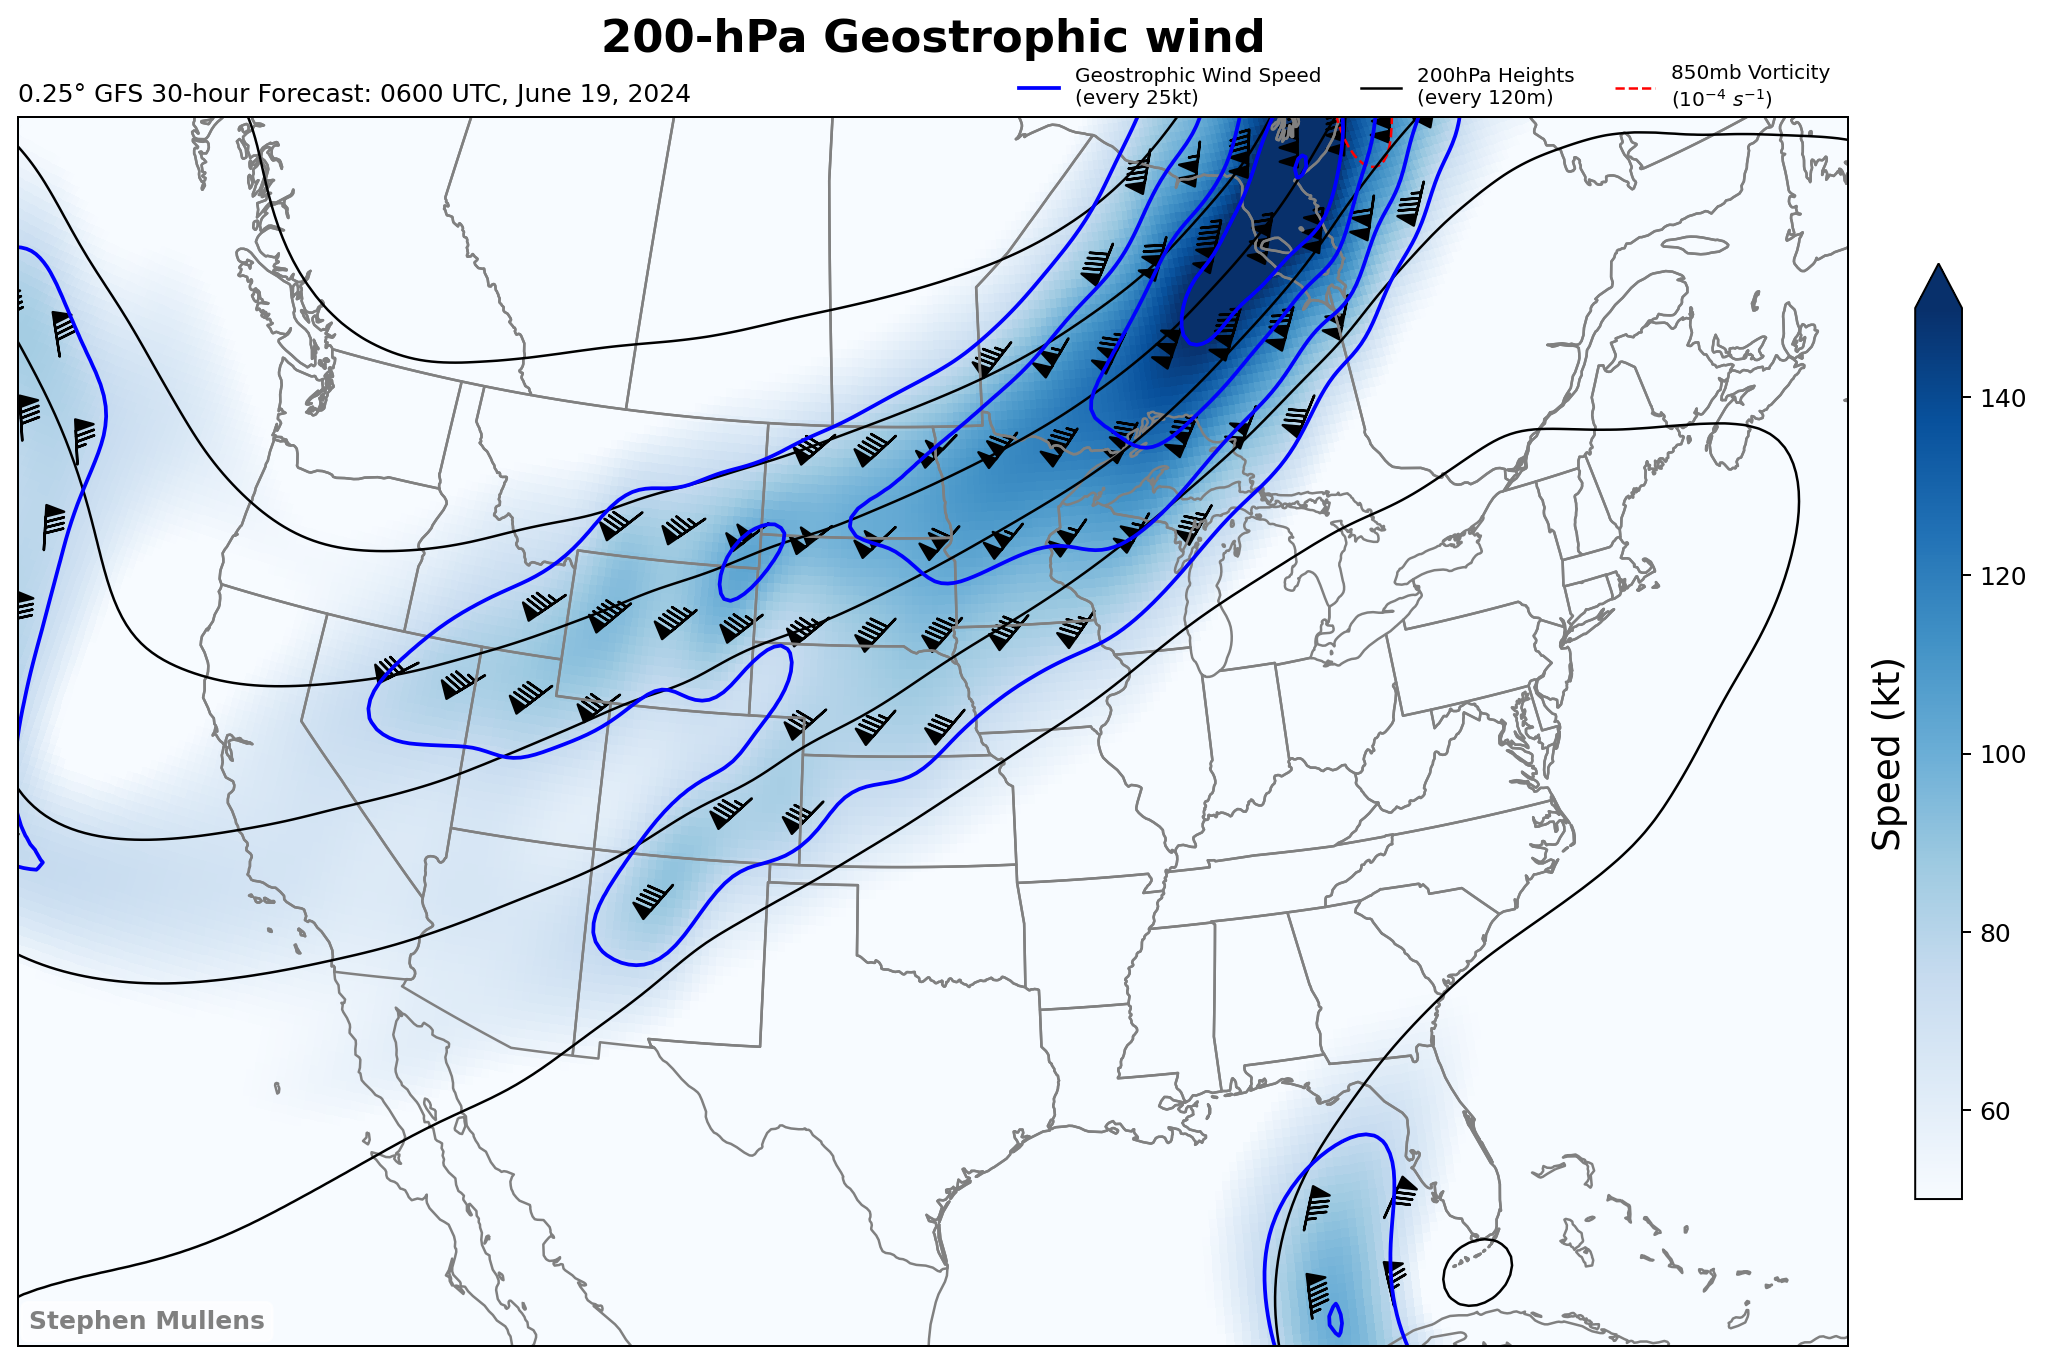 200-hPa Geostrophic wind
0.25° GFS 30-hour Forecast: 0600 UTC, June 19, 2024
Geostrophic Wind Speed
(every 25kt)
200hPa Heights
(every 120m)
850mb Vorticity
(10⁻⁴ s⁻¹)
140
120
100
80
60
Speed (kt)
Stephen Mullens